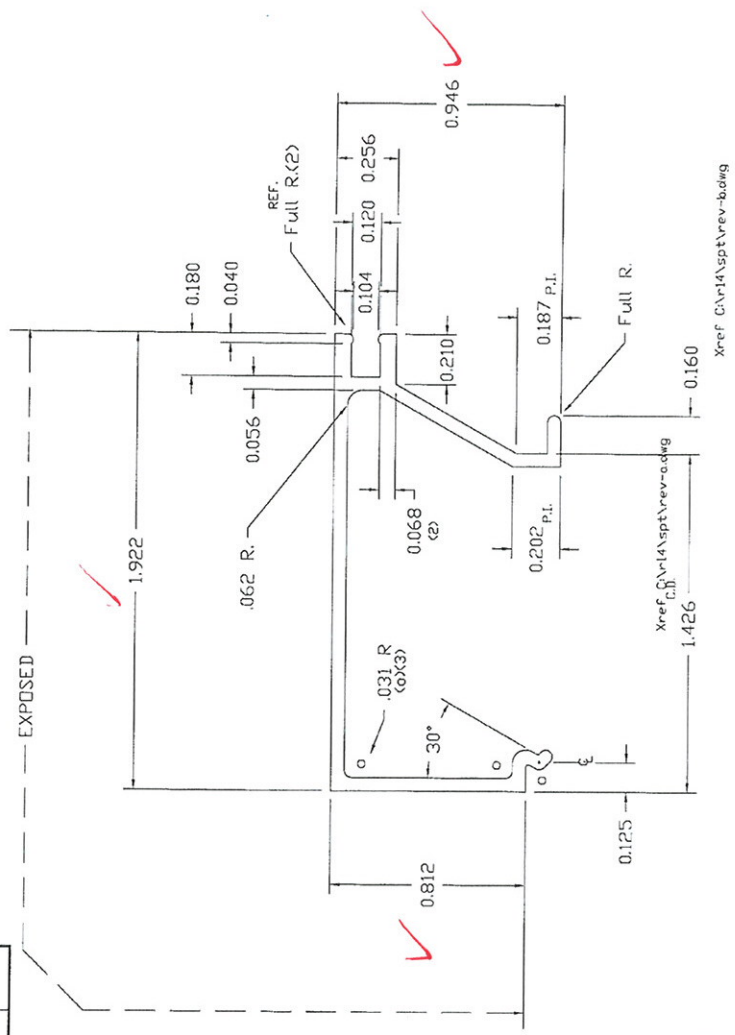 EXPOSED
1.922
0.180
0.040
0.056
.062 R.
REF.
Full R.(2)
0.104
0.120
0.256
0.946
0.210
0.068
(2)
0.187 P.I.
Full R.
0.160
0.202 P.I.
.031 R
(o)(3)
30°
0.812
0.125
1.426
Xref C:\r14\spt\rev-a.dwg
C.D.
Xref C:\r14\spt\rev-b.dwg